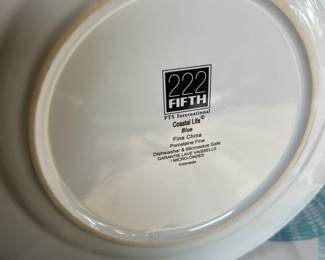 222
FIFTH
PTS International
Coastal Life©
Blue
Fine China
Porcelaine Fine
Dishwasher & Microwave Safe
GARANTIE LAVE VAISSELLE
/ MICRO-ONDES